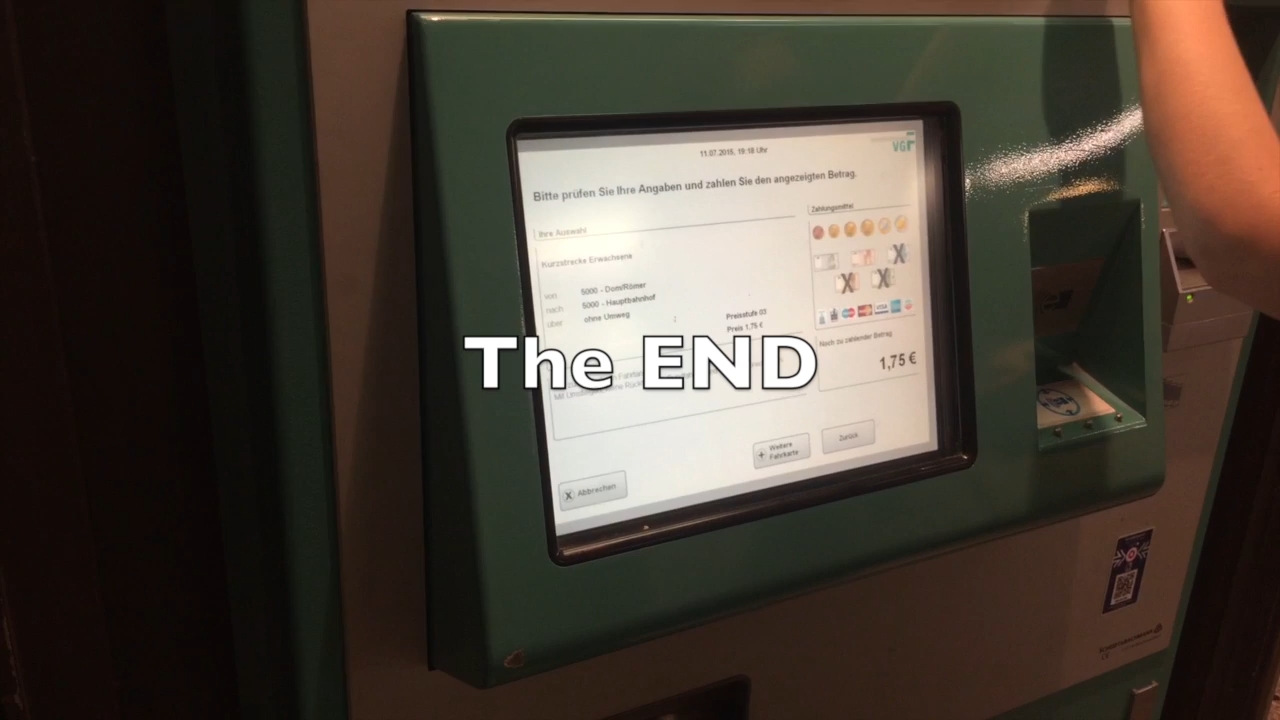 11.07.2015, 19:18 Uhr
VGF
Bitte prüfen Sie Ihre Angaben und zahlen Sie den angezeigten Betrag.
Ihre Auswahl
Zahlungsmittel
Kurzstrecke Erwachsene
von 5000 - Dom/Römer
nach 5000 - Hauptbahnhof
über ohne Umweg
Preisstufe 03
Preis 1,75 €
VISA
Noch zu zahlender Betrag
1,75 €
The END
+ Weitere Fahrkarte
Zurück
X Abbrechen